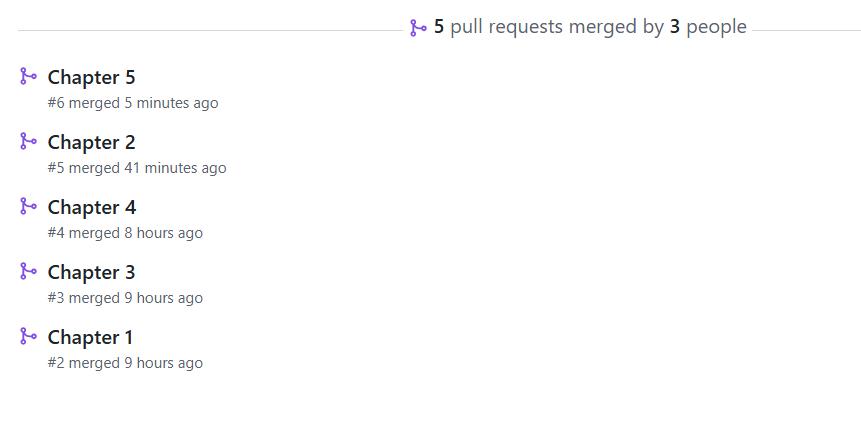 5 pull requests merged by 3 people
Chapter 5
#6 merged 5 minutes ago
Chapter 2
#5 merged 41 minutes ago
Chapter 4
#4 merged 8 hours ago
Chapter 3
#3 merged 9 hours ago
Chapter 1
#2 merged 9 hours ago